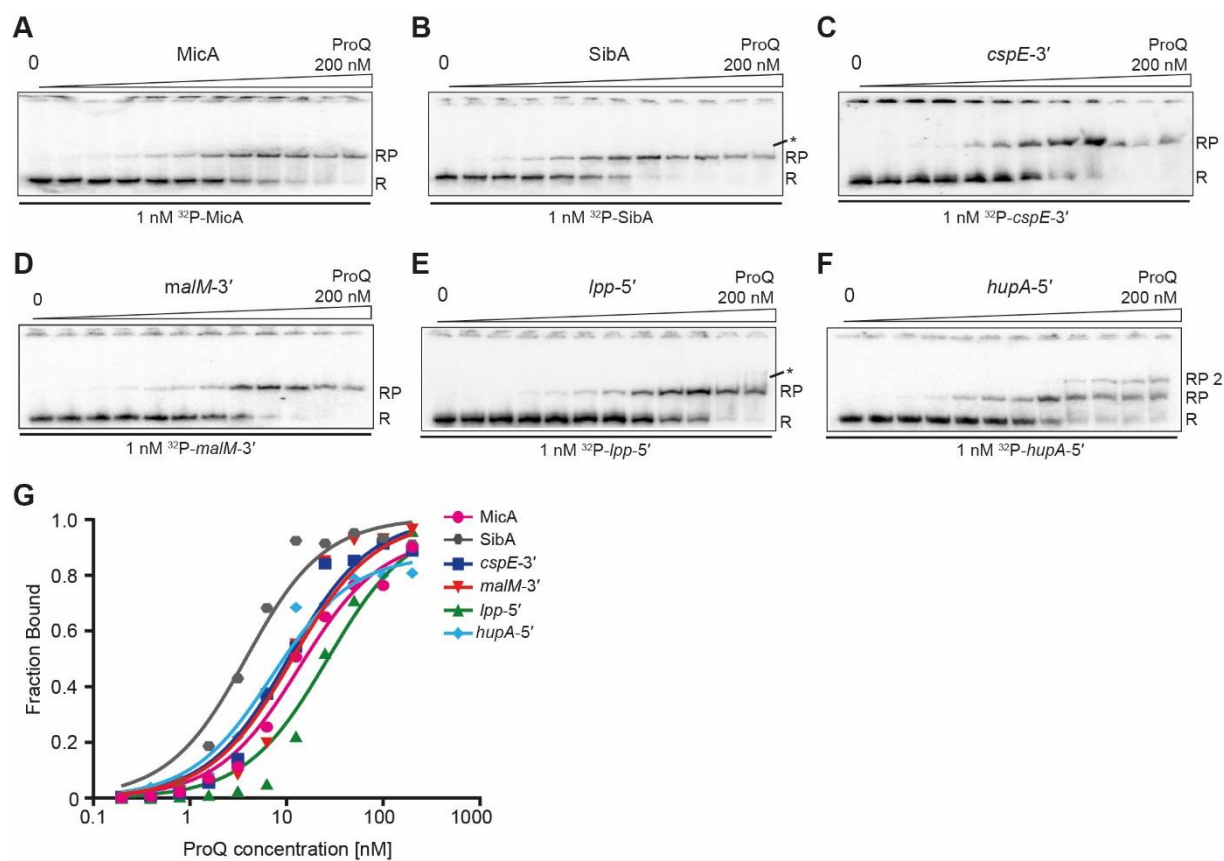 A
MicA
ProQ
0
200 nM
RP
R
1 nM ³²P-MicA
B
SibA
ProQ
0
200 nM
*
RP
R
1 nM ³²P-SibA
C
cspE-3′
ProQ
0
200 nM
RP
R
1 nM ³²P-cspE-3′
D
malM-3′
ProQ
0
200 nM
RP
R
1 nM ³²P-malM-3′
E
lpp-5′
ProQ
0
200 nM
*
RP
R
1 nM ³²P-lpp-5′
F
hupA-5′
ProQ
0
200 nM
RP 2
RP
R
1 nM ³²P-hupA-5′
G
Fraction Bound
1.0
0.8
0.6
0.4
0.2
0
0.1
1
10
100
1000
ProQ concentration [nM]
MicA
SibA
cspE-3′
malM-3′
lpp-5′
hupA-5′